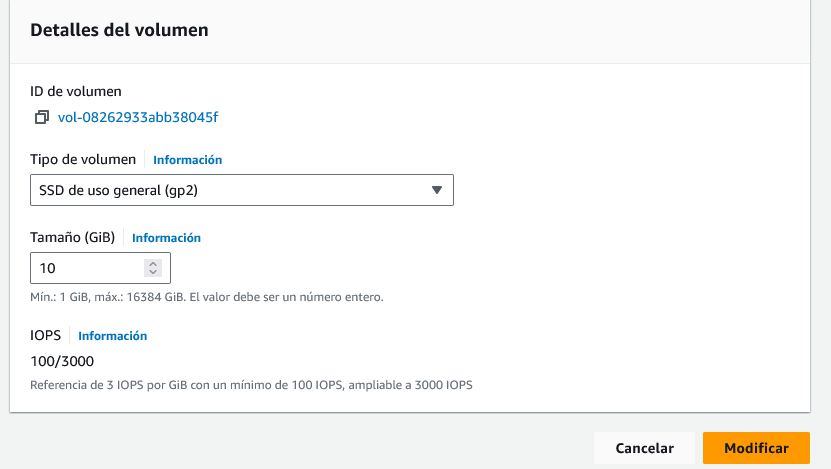 Detalles del volumen
ID de volumen
vol-08262933abb38045f
Tipo de volumen Información
SSD de uso general (gp2)
Tamaño (GiB) Información
10
Mín.: 1 GiB, máx.: 16384 GiB. El valor debe ser un número entero.
IOPS Información
100/3000
Referencia de 3 IOPS por GiB con un mínimo de 100 IOPS, ampliable a 3000 IOPS
Cancelar Modificar